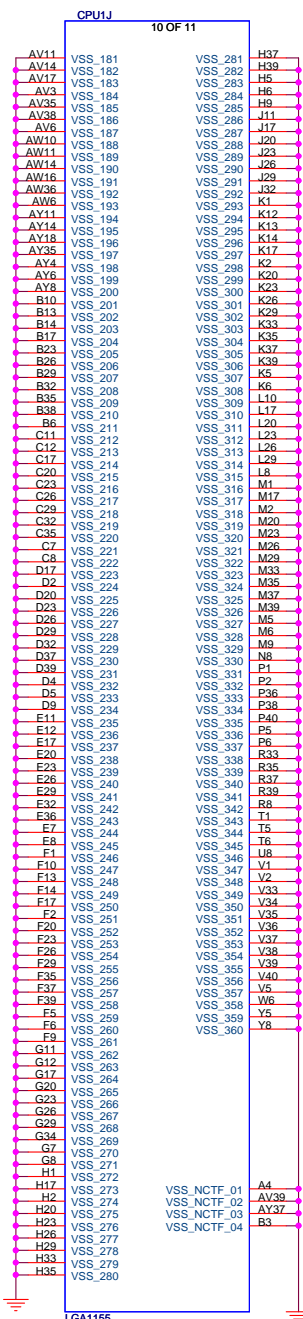 CPU1J
10 OF 11
AV11 VSS_181 VSS_281 H37
AV14 VSS_182 VSS_282 H39
AV17 VSS_183 VSS_283 H5
AV3 VSS_184 VSS_284 H6
AV35 VSS_185 VSS_285 H9
AV38 VSS_186 VSS_286 J11
AV6 VSS_187 VSS_287 J17
AW10 VSS_188 VSS_288 J20
AW11 VSS_189 VSS_289 J23
AW14 VSS_190 VSS_290 J26
AW16 VSS_191 VSS_291 J29
AW36 VSS_192 VSS_292 J32
AW6 VSS_193 VSS_293 K1
AY11 VSS_194 VSS_294 K12
AY14 VSS_195 VSS_295 K13
AY18 VSS_196 VSS_296 K14
AY35 VSS_197 VSS_297 K17
AY4 VSS_198 VSS_298 K2
AY6 VSS_199 VSS_299 K20
AY8 VSS_200 VSS_300 K23
B10 VSS_201 VSS_301 K26
B13 VSS_202 VSS_302 K29
B14 VSS_203 VSS_303 K33
B17 VSS_204 VSS_304 K35
B23 VSS_205 VSS_305 K37
B26 VSS_206 VSS_306 K39
B29 VSS_207 VSS_307 K5
B32 VSS_208 VSS_308 K6
B35 VSS_209 VSS_309 L10
B38 VSS_210 VSS_310 L17
B6 VSS_211 VSS_311 L20
C11 VSS_212 VSS_312 L23
C12 VSS_213 VSS_313 L26
C17 VSS_214 VSS_314 L29
C20 VSS_215 VSS_315 L8
C23 VSS_216 VSS_316 M1
C26 VSS_217 VSS_317 M17
C29 VSS_218 VSS_318 M2
C32 VSS_219 VSS_319 M20
C35 VSS_220 VSS_320 M23
C7 VSS_221 VSS_321 M26
C8 VSS_222 VSS_322 M29
D17 VSS_223 VSS_323 M33
D2 VSS_224 VSS_324 M35
D20 VSS_225 VSS_325 M37
D23 VSS_226 VSS_326 M39
D26 VSS_227 VSS_327 M5
D29 VSS_228 VSS_328 M6
D32 VSS_229 VSS_329 M9
D37 VSS_230 VSS_330 N8
D39 VSS_231 VSS_331 P1
D4 VSS_232 VSS_332 P2
D5 VSS_233 VSS_333 P36
D9 VSS_234 VSS_334 P38
E11 VSS_235 VSS_335 P40
E12 VSS_236 VSS_336 P5
E17 VSS_237 VSS_337 P6
E20 VSS_238 VSS_338 R33
E23 VSS_239 VSS_339 R35
E26 VSS_240 VSS_340 R37
E29 VSS_241 VSS_341 R39
E32 VSS_242 VSS_342 R8
E36 VSS_243 VSS_343 T1
E7 VSS_244 VSS_344 T5
E8 VSS_245 VSS_345 T6
F1 VSS_246 VSS_346 U8
F10 VSS_247 VSS_347 V1
F13 VSS_248 VSS_348 V2
F14 VSS_249 VSS_349 V33
F17 VSS_250 VSS_350 V34
F2 VSS_251 VSS_351 V35
F20 VSS_252 VSS_352 V36
F23 VSS_253 VSS_353 V37
F26 VSS_254 VSS_354 V38
F29 VSS_255 VSS_355 V39
F35 VSS_256 VSS_356 V40
F37 VSS_257 VSS_357 V5
F39 VSS_258 VSS_358 W6
F5 VSS_259 VSS_359 Y5
F6 VSS_260 VSS_360 Y8
F9 VSS_261
G11 VSS_262
G12 VSS_263
G17 VSS_264
G20 VSS_265
G23 VSS_266
G26 VSS_267
G29 VSS_268
G34 VSS_269
G7 VSS_270
G8 VSS_271
H1 VSS_272
H17 VSS_273 VSS_NCTF_01 A4
H2 VSS_274 VSS_NCTF_02 AV39
H20 VSS_275 VSS_NCTF_03 AY37
H23 VSS_276 VSS_NCTF_04 B3
H26 VSS_277
H29 VSS_278
H33 VSS_279
H35 VSS_280
LGA1155